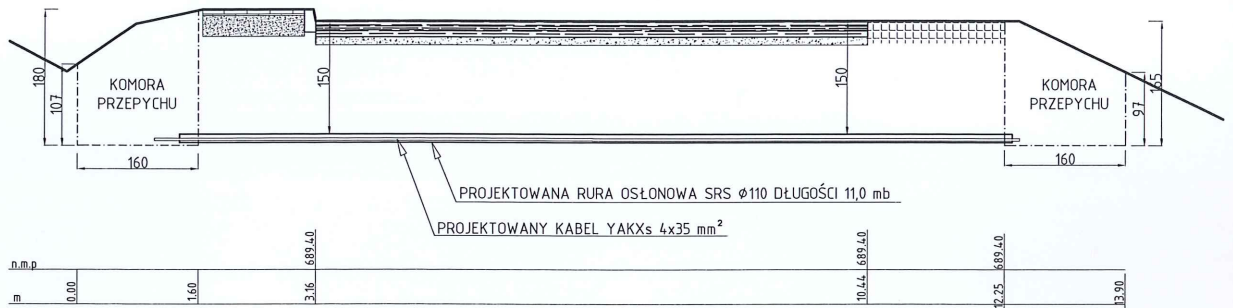 180
107
KOMORA
PRZEPYCHU
160
150
150
KOMORA
PRZEPYCHU
165
97
160
PROJEKTOWANA RURA OSŁONOWA SRS ϕ110 DŁUGOŚCI 11,0 mb
PROJEKTOWANY KABEL YAKXs 4x35 mm²
n.m.p 689.40 689.40 689.40
m 0.00 1.60 3.16 10.44 12.25 13.90